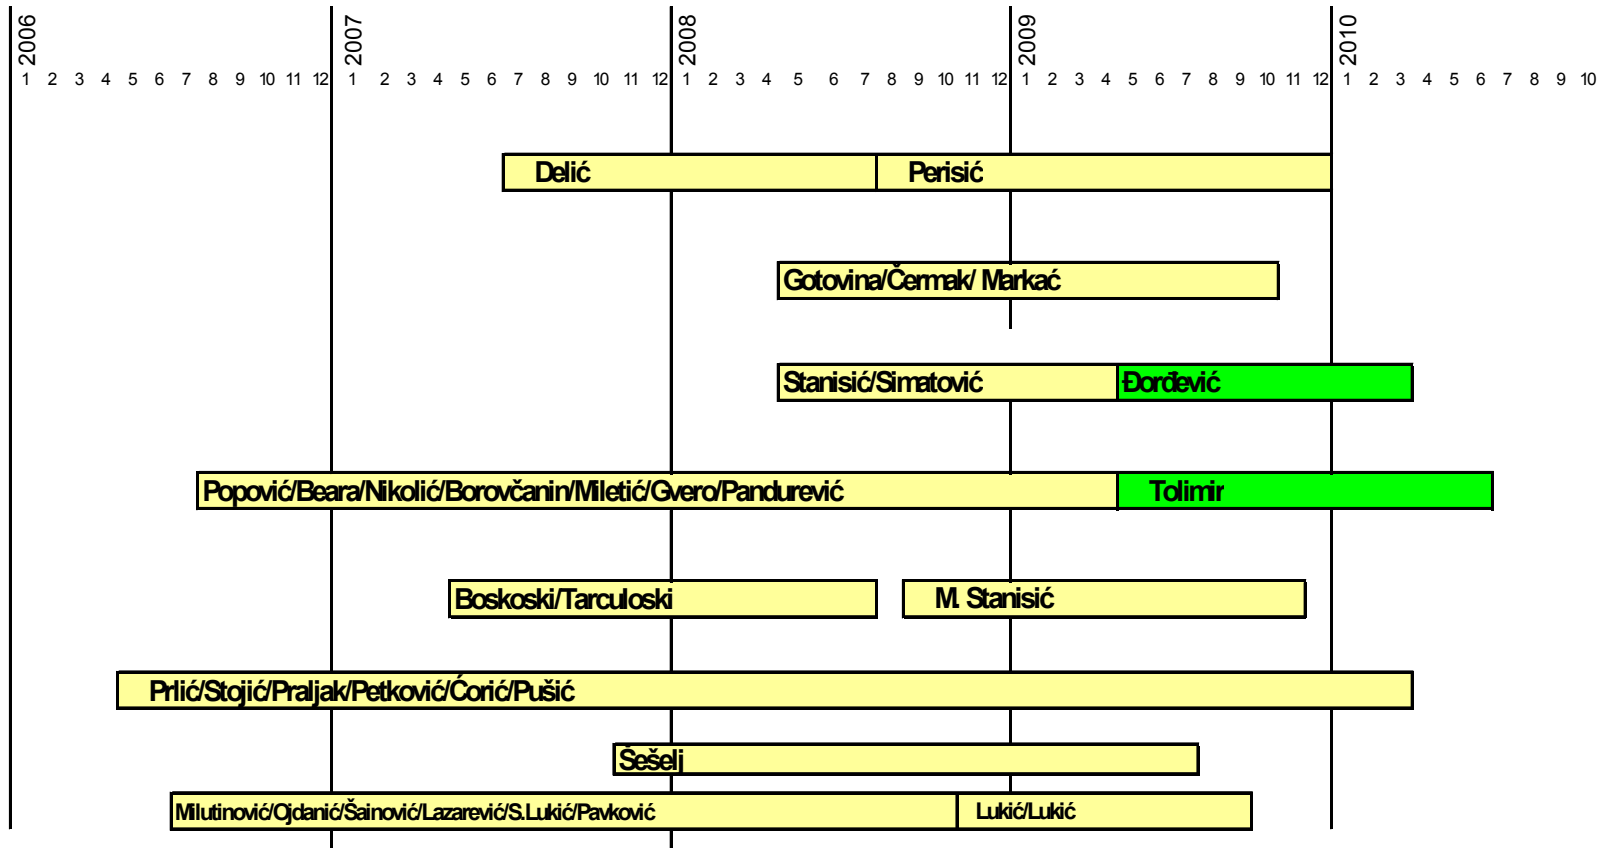 2006 2007 2008 2009 2010
1 2 3 4 5 6 7 8 9 10 11 12 1 2 3 4 5 6 7 8 9 10 11 12 1 2 3 4 5 6 7 8 9 10 11 12 1 2 3 4 5 6 7 8 9 10 11 12 1 2 3 4 5 6 7 8 9 10
Delić Perisić
Gotovina/Čermak/ Markać
Stanisić/Simatović Đorđević
Popović/Beara/Nikolić/Borovčanin/Miletić/Gvero/Pandurević Tolimir
Boskoski/Tarculoski M. Stanisić
Prlić/Stojić/Praljak/Petković/Ćorić/Pušić
Šešelj
Milutinović/Ojdanić/Šainović/Lazarević/S.Lukić/Pavković Lukić/Lukić